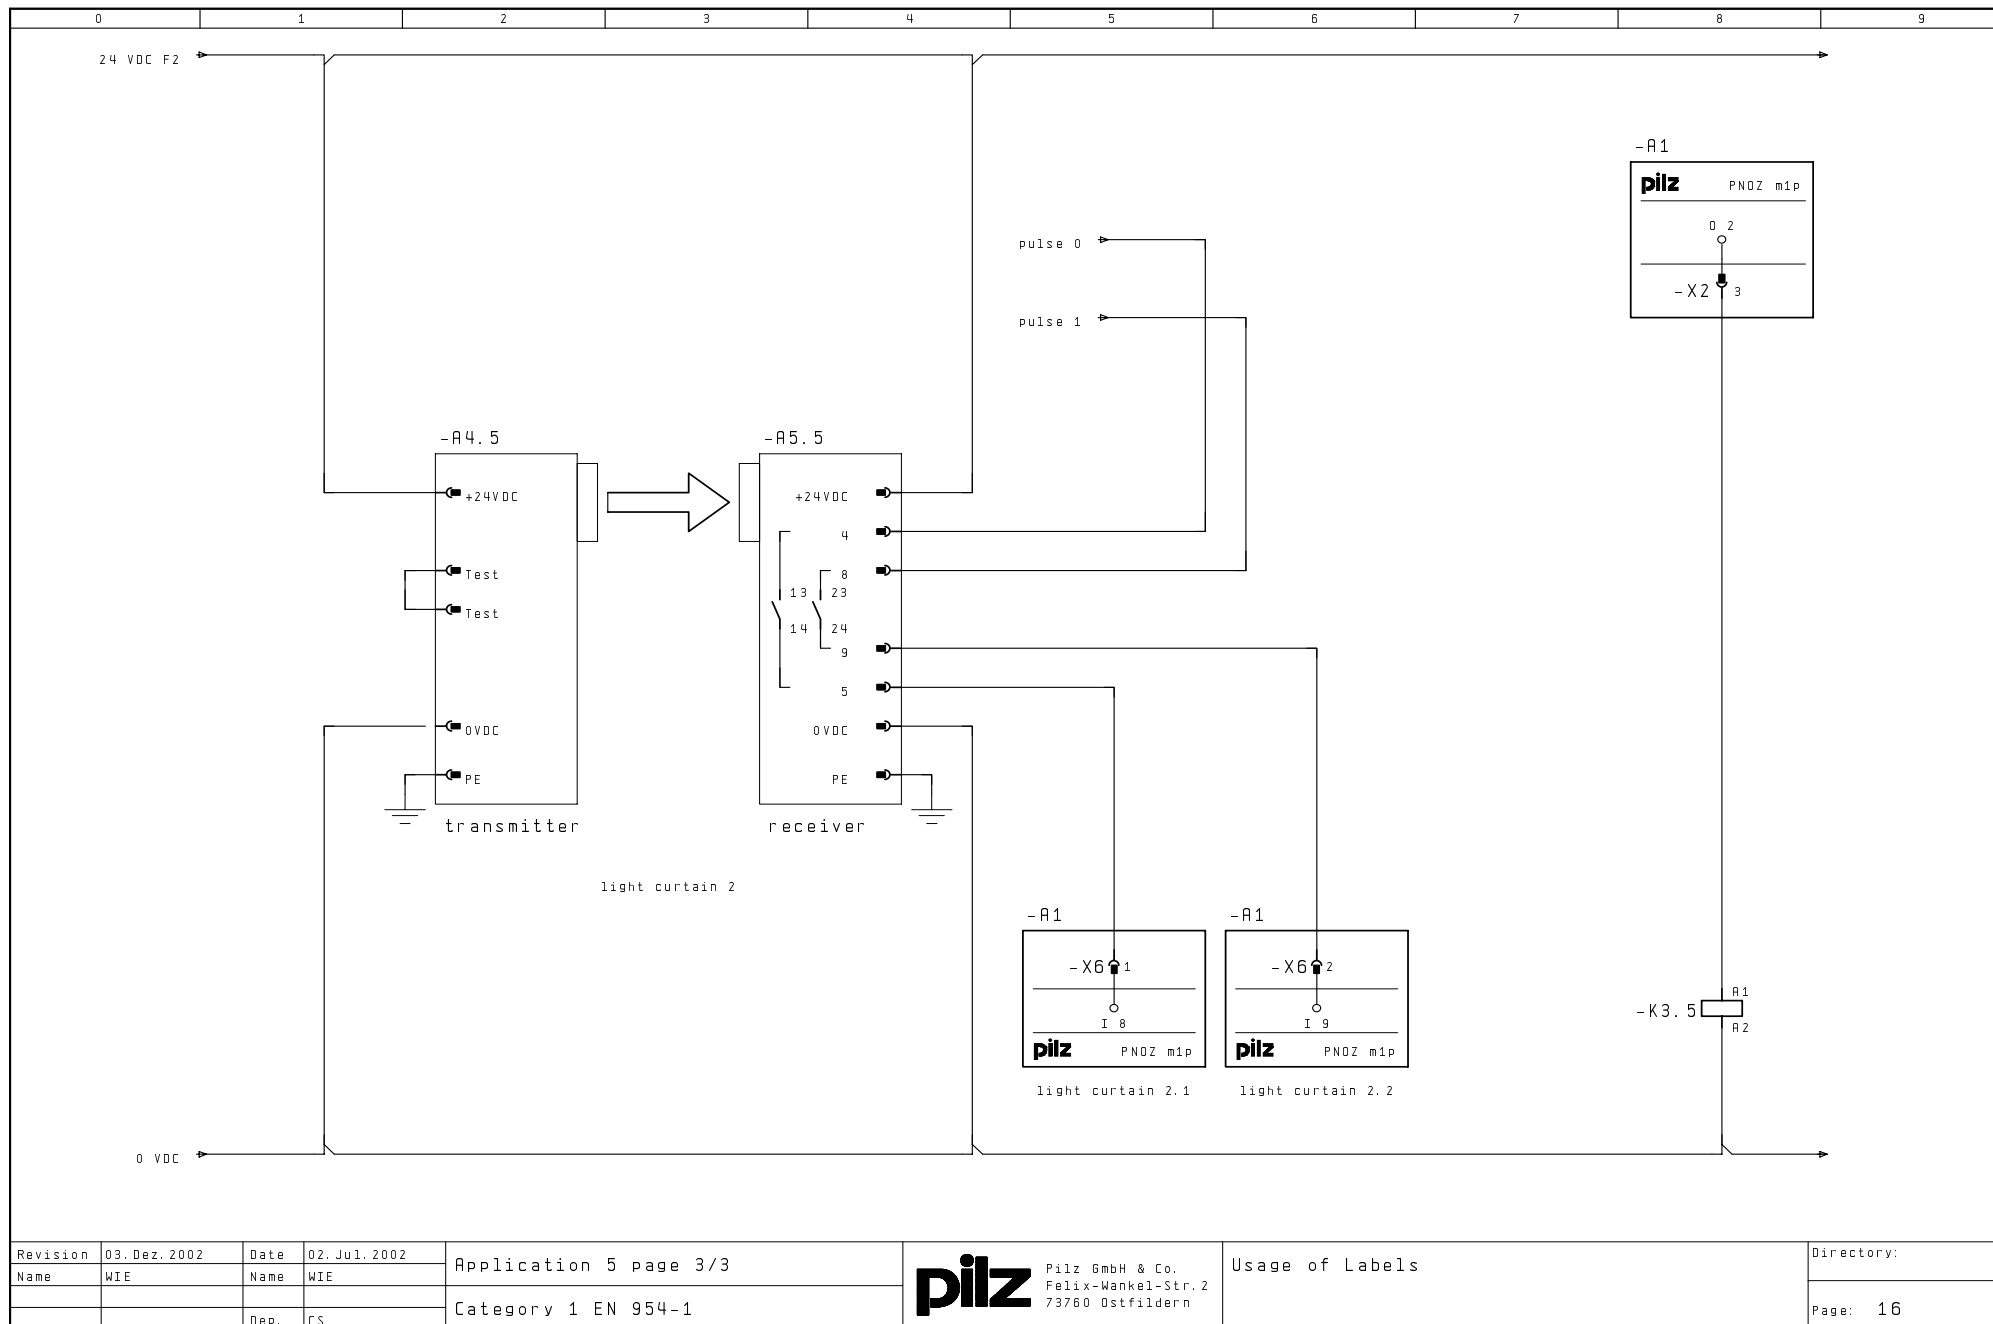 0 1 2 3 4 5 6 7 8 9
24 VDC F2
-A1
pilz PNOZ m1p
O 2
-X2 3
pulse 0
pulse 1
-A4.5
+24VDC
Test
Test
0VDC
PE
transmitter
-A5.5
+24VDC
4
8
13 23
14 24
9
5
0VDC
PE
receiver
light curtain 2
-A1
-X6 1
I 8
pilz PNOZ m1p
light curtain 2.1
-A1
-X6 2
I 9
pilz PNOZ m1p
light curtain 2.2
A1
-K3.5
A2
0 VDC
Revision 03.Dez.2002 Date 02.Jul.2002
Name WIE Name WIE
Dep. CS
Application 5 page 3/3
Category 1 EN 954-1
pilz
Pilz GmbH & Co.
Felix-Wankel-Str.2
73760 Ostfildern
Usage of Labels
Directory:
Page: 16